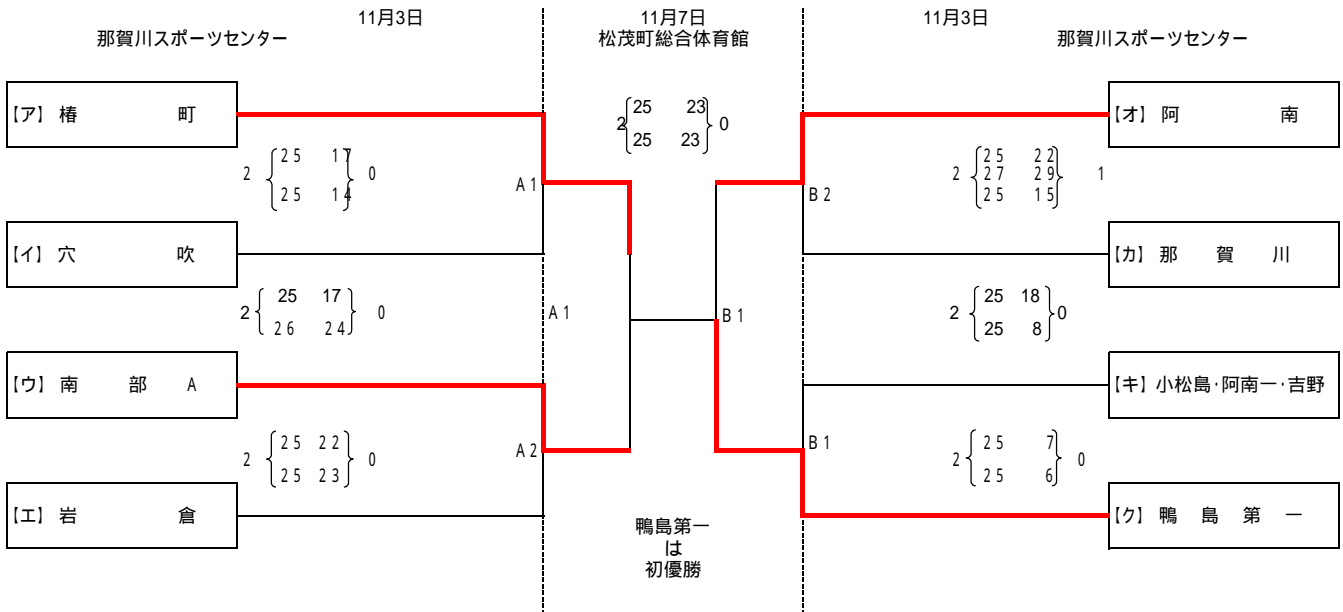 11月3日
11月7日
11月3日
那賀川スポーツセンター
松茂町総合体育館
那賀川スポーツセンター
【ア】 椿 町
2 25 23 0
25 23
【オ】 阿 南
2 25 17 0
25 14
A1
B2
2 25 22 1
27 29
25 15
【イ】 穴 吹
【カ】 那 賀 川
2 25 17 0
26 24
A1
B1
2 25 18 0
25 8
【ウ】 南 部 A
【キ】 小松島・阿南一・吉野
2 25 22 0
25 23
A2
B1
2 25 7 0
25 6
【エ】 岩 倉
【ク】 鴨 島 第 一
鴨島第一
は
初優勝